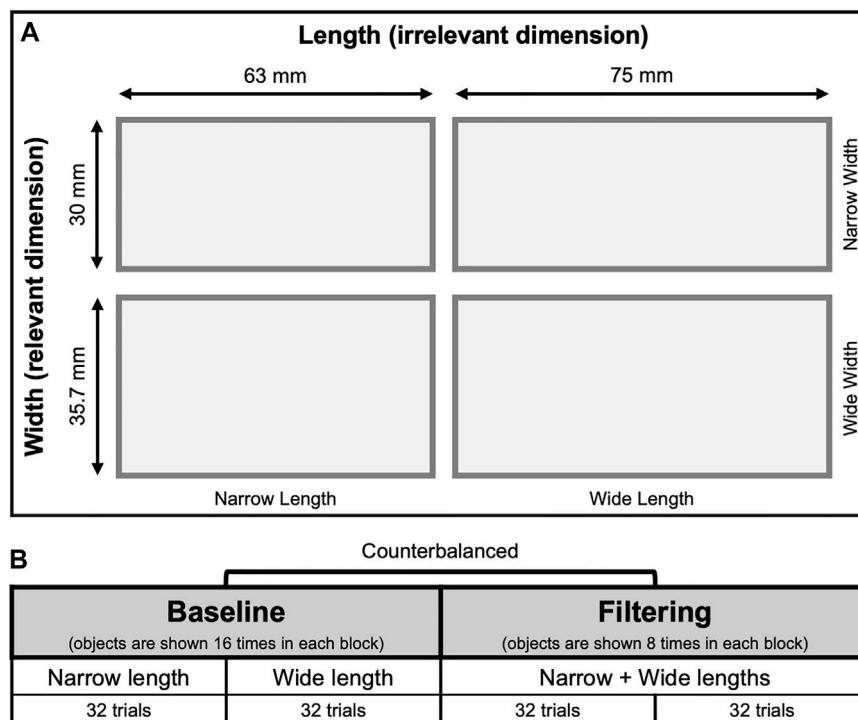 A
Length (irrelevant dimension)
63 mm
75 mm
Width (relevant dimension)
30 mm
Narrow Width
35.7 mm
Wide Width
Narrow Length
Wide Length
B
Counterbalanced
Baseline
Filtering
(objects are shown 16 times in each block)
(objects are shown 8 times in each block)
Narrow length
Wide length
Narrow + Wide lengths
32 trials
32 trials
32 trials
32 trials